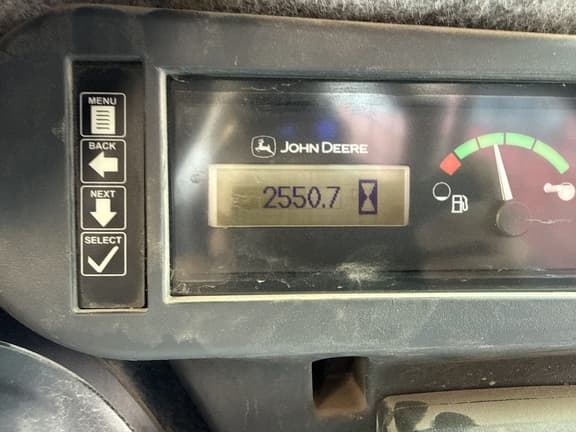 MENU
BACK
NEXT
SELECT
JOHN DEERE
2550.7